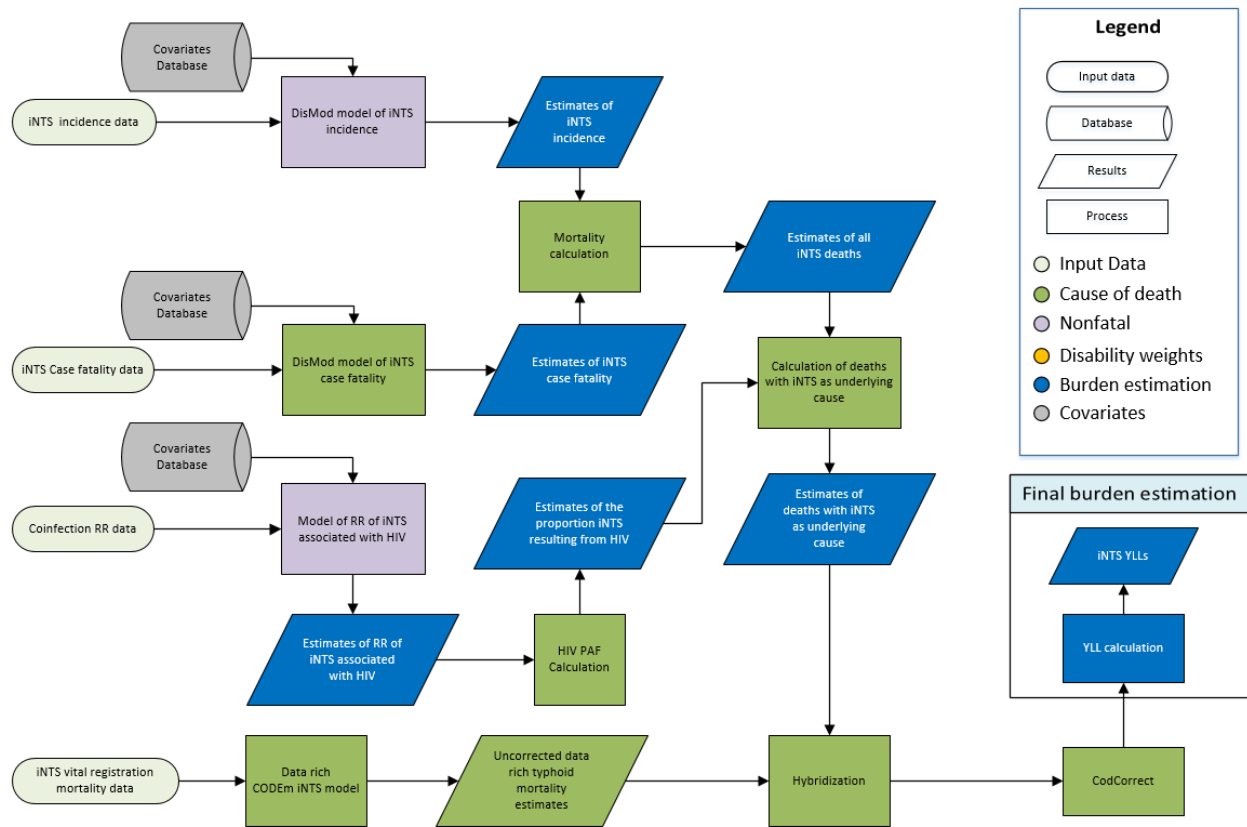 Covariates
Database
iNTS incidence data
DisMod model of iNTS
incidence
Estimates of
iNTS
incidence
Mortality
calculation
Estimates of all
iNTS deaths
Covariates
Database
iNTS Case fatality data
DisMod model of iNTS
case fatality
Estimates of iNTS
case fatality
Calculation of deaths
with iNTS as underlying
cause
Covariates
Database
Coinfection RR data
Model of RR of iNTS
associated with HIV
Estimates of the
proportion iNTS
resulting from HIV
Estimates of
deaths with iNTS
as underlying
cause
Estimates of RR of
iNTS associated
with HIV
HIV PAF
Calculation
iNTS vital registration
mortality data
Data rich
CODEm iNTS model
Uncorrected data
rich typhoid
mortality
estimates
Hybridization
CodCorrect
Legend
Input data
Database
Results
Process
Input Data
Cause of death
Nonfatal
Disability weights
Burden estimation
Covariates
Final burden estimation
iNTS YLLs
YLL calculation